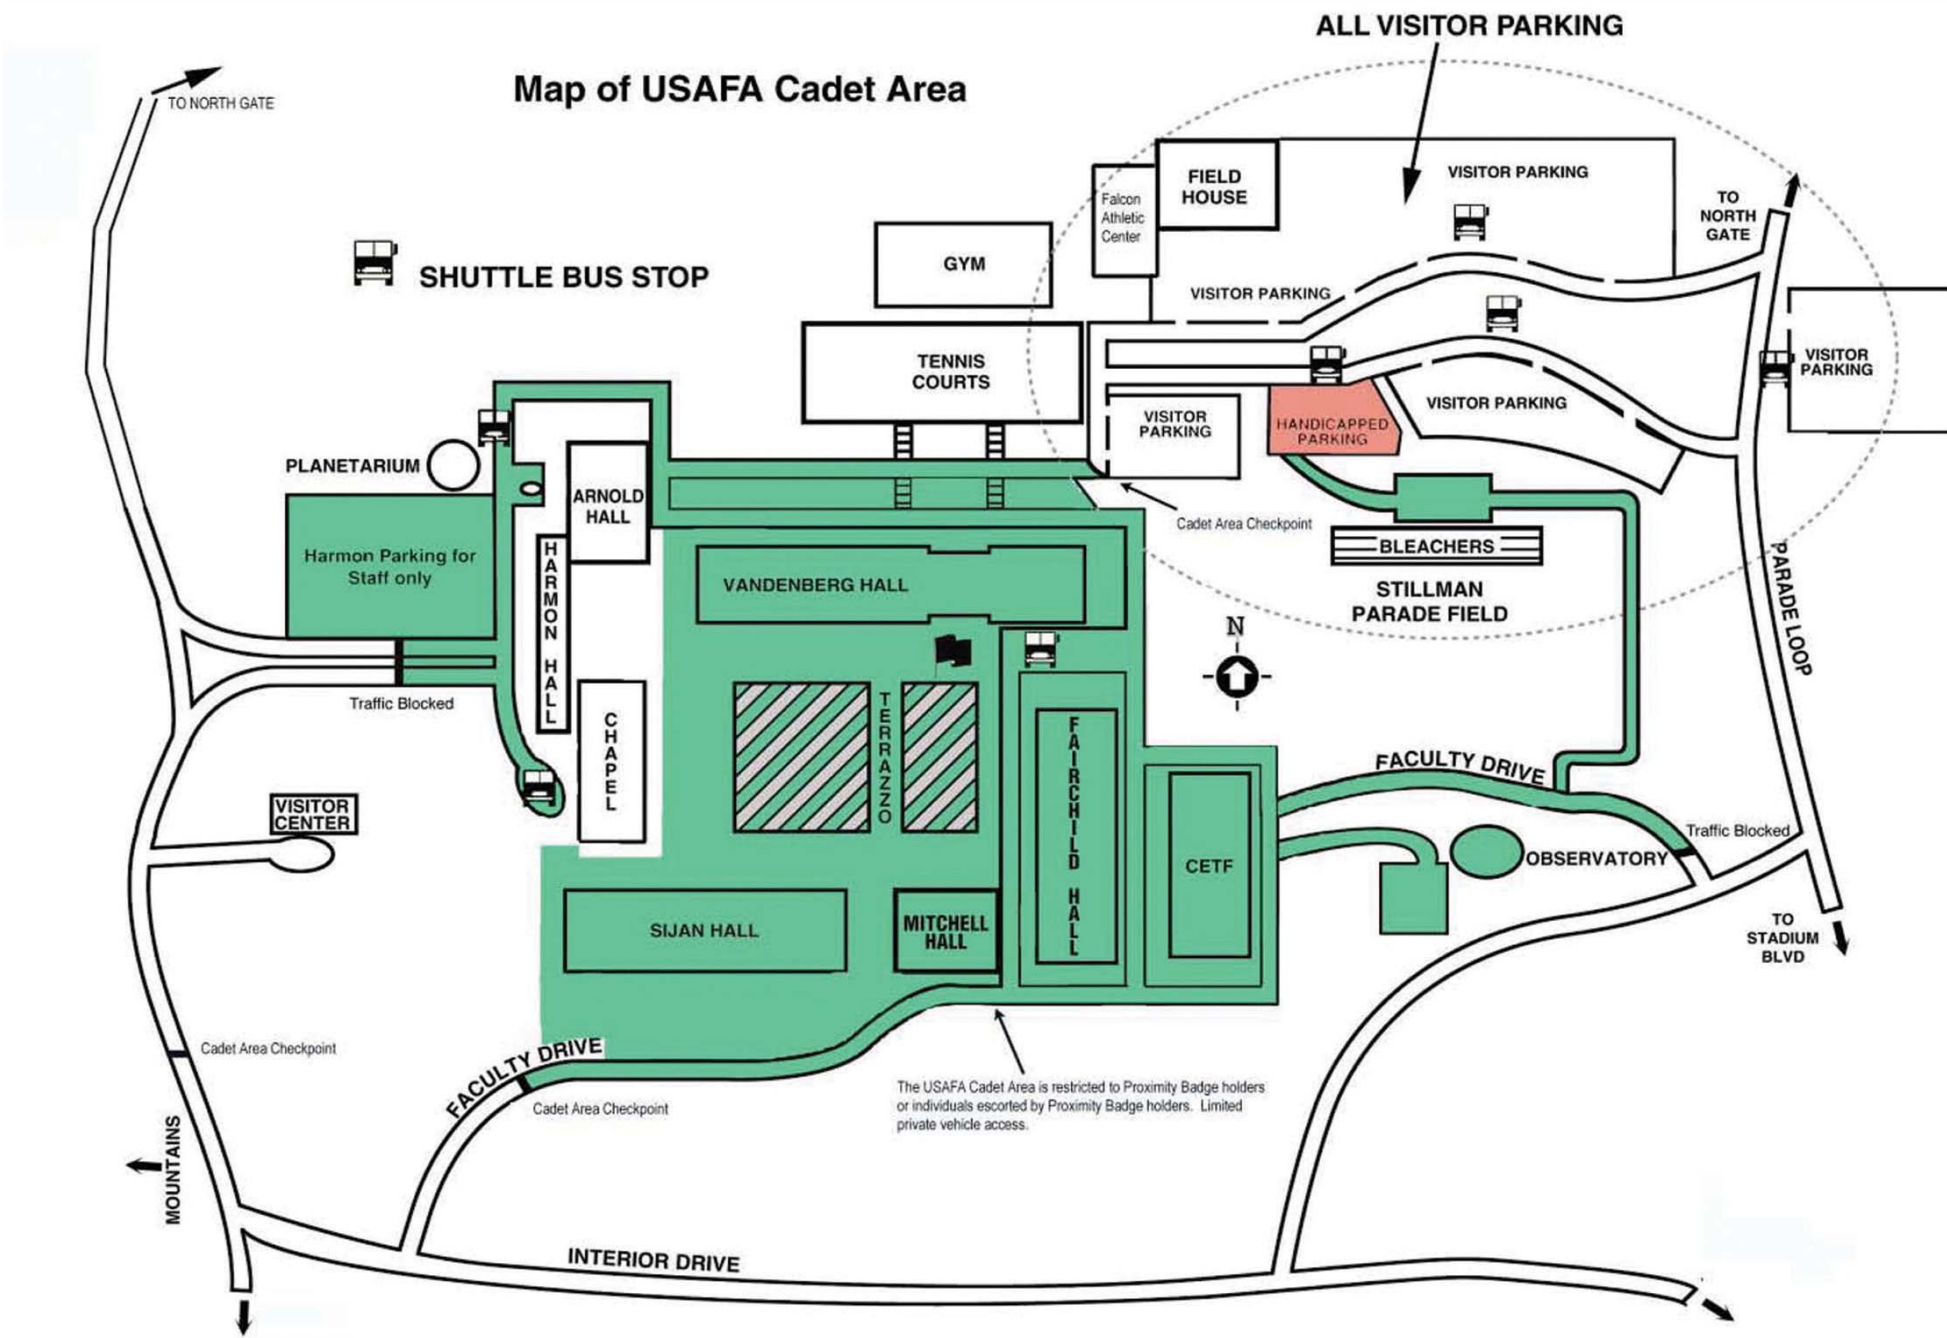 ALL VISITOR PARKING
Map of USAFA Cadet Area
TO NORTH GATE
FIELD
HOUSE
VISITOR PARKING
Falcon
Athletic
Center
TO
NORTH
GATE
GYM
SHUTTLE BUS STOP
VISITOR PARKING
TENNIS
COURTS
VISITOR
PARKING
VISITOR PARKING
VISITOR
PARKING
HANDICAPPED
PARKING
PLANETARIUM
ARNOLD
HALL
Cadet Area Checkpoint
Harmon Parking for
Staff only
HARMON HALL
VANDENBERG HALL
BLEACHERS
STILLMAN
PARADE FIELD
PARADE LOOP
N
Traffic Blocked
CHAPEL
TERRAZZO
FAIRCHILD HALL
FACULTY DRIVE
VISITOR
CENTER
Traffic Blocked
CETF
OBSERVATORY
SIJAN HALL
MITCHELL
HALL
TO
STADIUM
BLVD
Cadet Area Checkpoint
FACULTY DRIVE
Cadet Area Checkpoint
The USAFA Cadet Area is restricted to Proximity Badge holders
or individuals escorted by Proximity Badge holders. Limited
private vehicle access.
MOUNTAINS
INTERIOR DRIVE